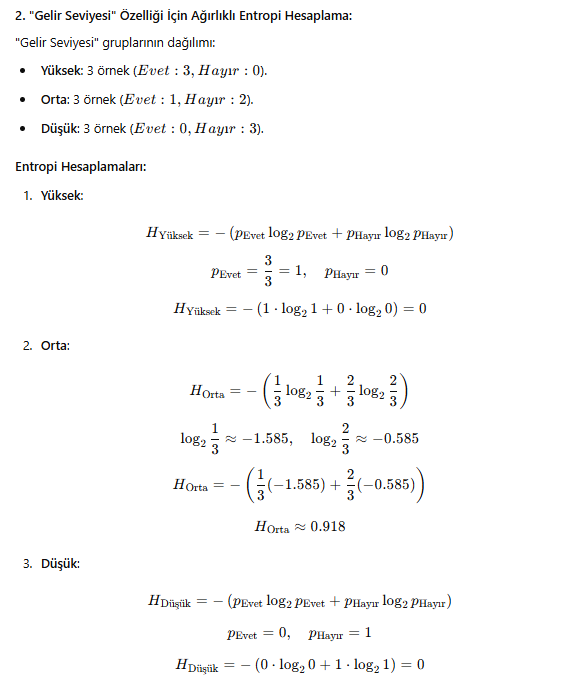 2. "Gelir Seviyesi" Özelliği İçin Ağırlıklı Entropi Hesaplama:
"Gelir Seviyesi" gruplarının dağılımı:
• Yüksek: 3 örnek (Evet : 3, Hayır : 0).
• Orta: 3 örnek (Evet : 1, Hayır : 2).
• Düşük: 3 örnek (Evet : 0, Hayır : 3).
Entropi Hesaplamaları:
1. Yüksek:
H_Yüksek = − (p_Evet log₂ p_Evet + p_Hayır log₂ p_Hayır)
p_Evet = 3/3 = 1, p_Hayır = 0
H_Yüksek = − (1 · log₂ 1 + 0 · log₂ 0) = 0
2. Orta:
H_Orta = − (1/3 log₂ 1/3 + 2/3 log₂ 2/3)
log₂ 1/3 ≈ −1.585, log₂ 2/3 ≈ −0.585
H_Orta = − (1/3(−1.585) + 2/3(−0.585))
H_Orta ≈ 0.918
3. Düşük:
H_Düşük = − (p_Evet log₂ p_Evet + p_Hayır log₂ p_Hayır)
p_Evet = 0, p_Hayır = 1
H_Düşük = − (0 · log₂ 0 + 1 · log₂ 1) = 0